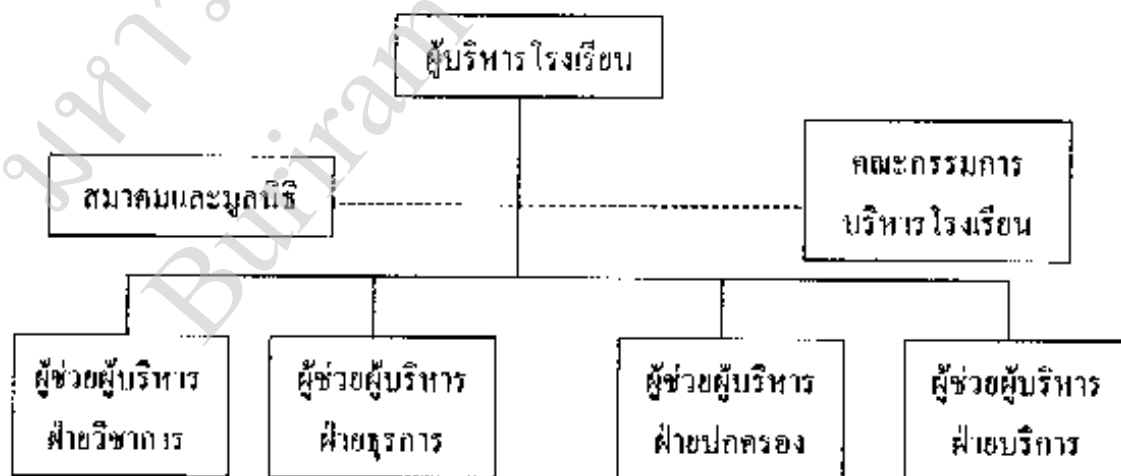 ผู้บริหารโรงเรียน
สมาคมและมูลนิธิ
คณะกรรมการ
บริหารโรงเรียน
ผู้ช่วยผู้บริหาร
ฝ่ายวิชาการ
ผู้ช่วยผู้บริหาร
ฝ่ายธุรการ
ผู้ช่วยผู้บริหาร
ฝ่ายปกครอง
ผู้ช่วยผู้บริหาร
ฝ่ายบริการ
Buriram